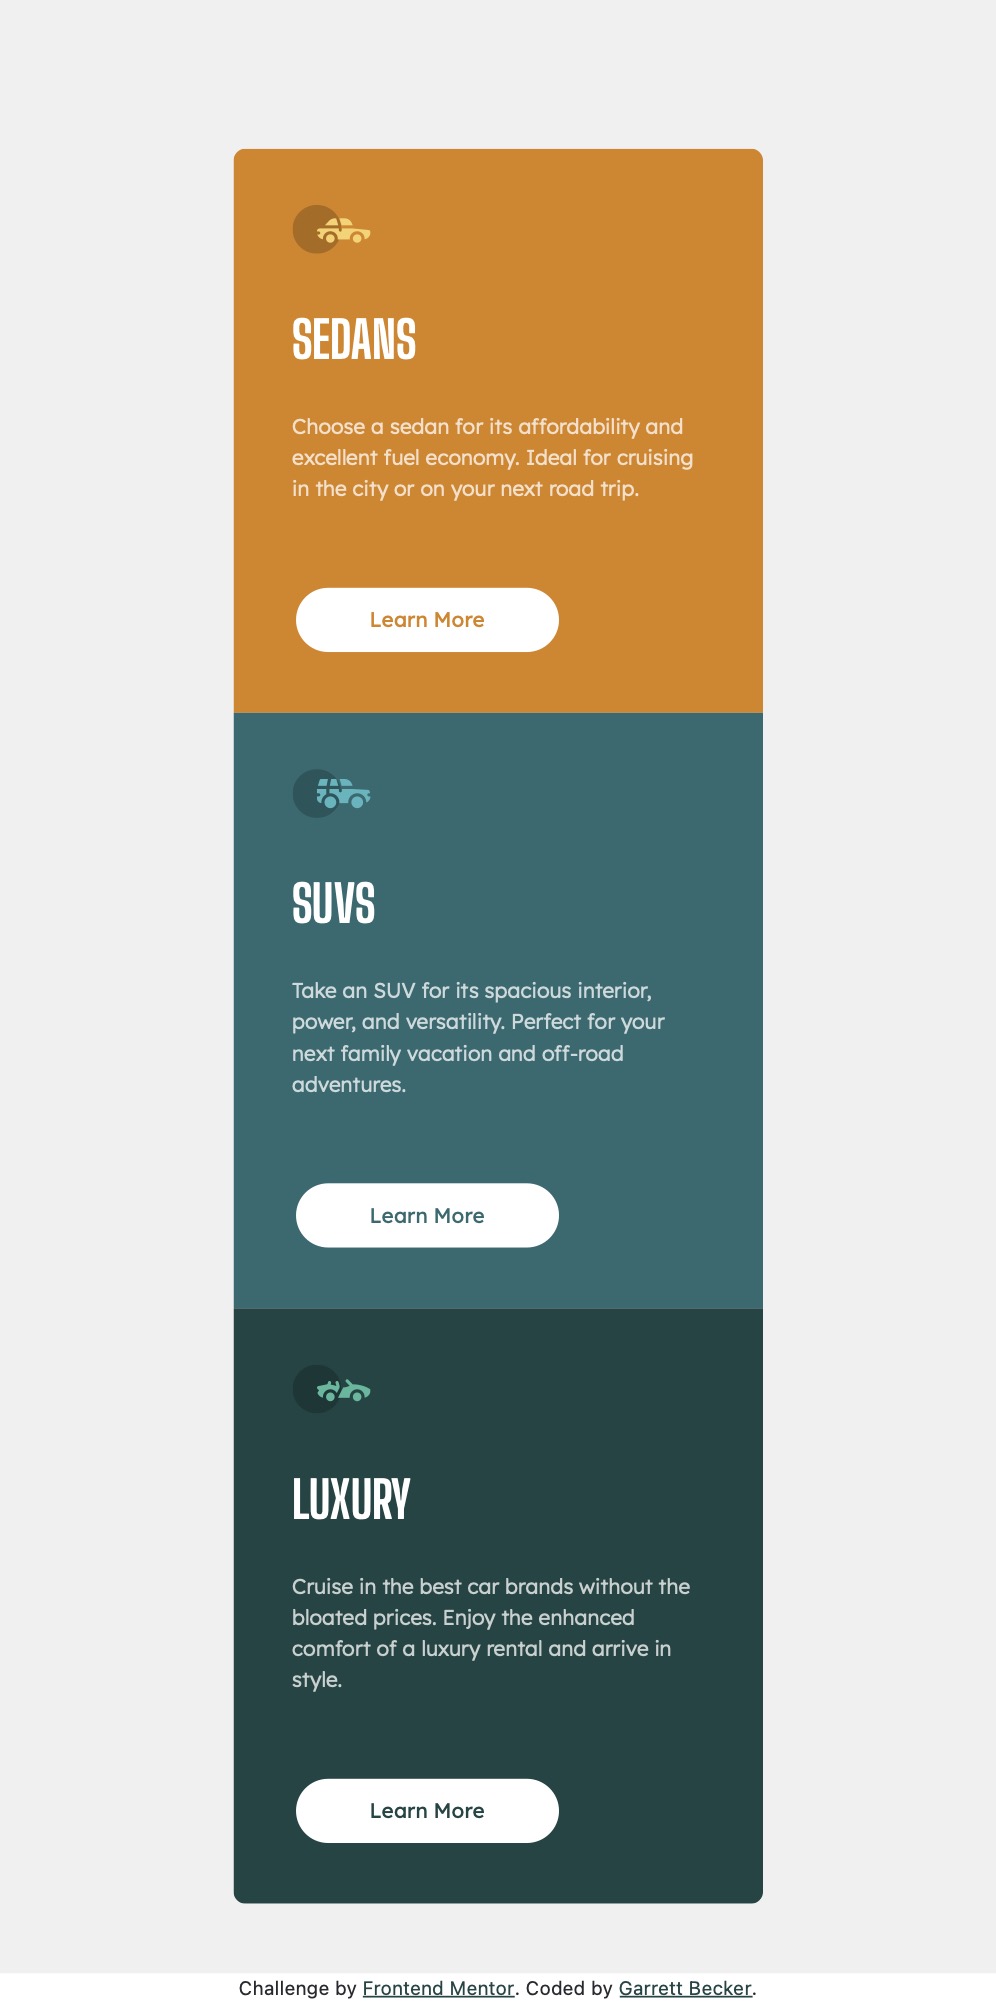 SEDANS
Choose a sedan for its affordability and
excellent fuel economy. Ideal for cruising
in the city or on your next road trip.
Learn More
SUVS
Take an SUV for its spacious interior,
power, and versatility. Perfect for your
next family vacation and off-road
adventures.
Learn More
LUXURY
Cruise in the best car brands without the
bloated prices. Enjoy the enhanced
comfort of a luxury rental and arrive in
style.
Learn More
Challenge by Frontend Mentor. Coded by Garrett Becker.